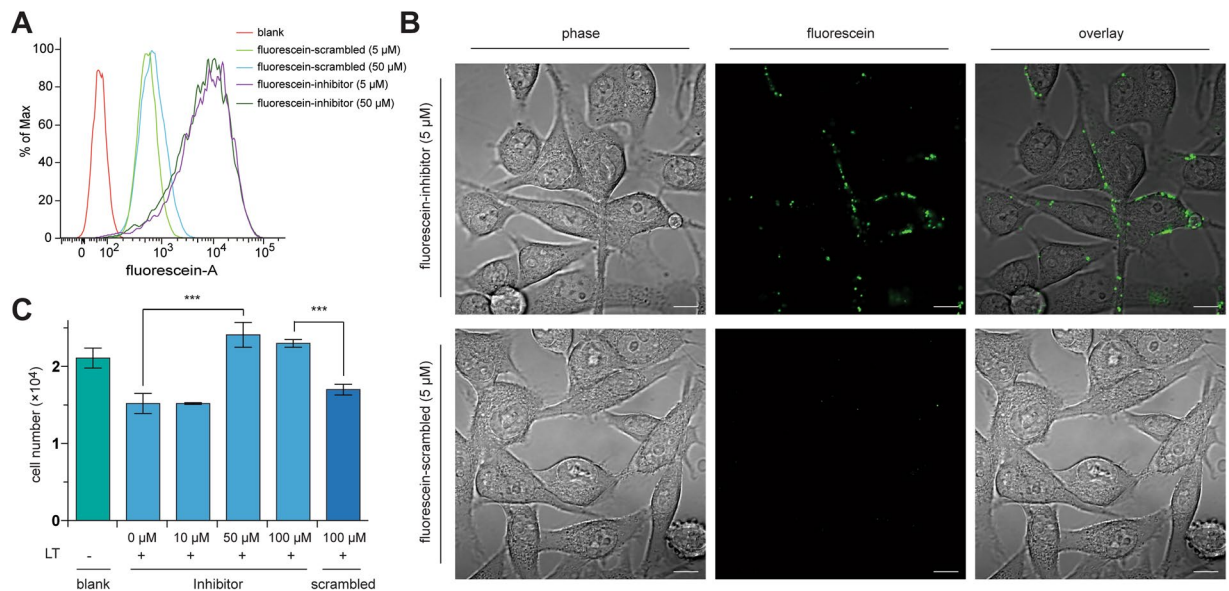 A
blank
fluorescein-scrambled (5 µM)
fluorescein-scrambled (50 µM)
fluorescein-inhibitor (5 µM)
fluorescein-inhibitor (50 µM)
% of Max
100
80
60
40
20
0
0 10² 10³ 10⁴ 10⁵
fluorescein-A
B
phase fluorescein overlay
fluorescein-inhibitor (5 µM)
fluorescein-scrambled (5 µM)
C
*** ***
cell number (×10⁴)
2
1
0
0 µM 10 µM 50 µM 100 µM 100 µM
LT - + + + + +
blank Inhibitor scrambled